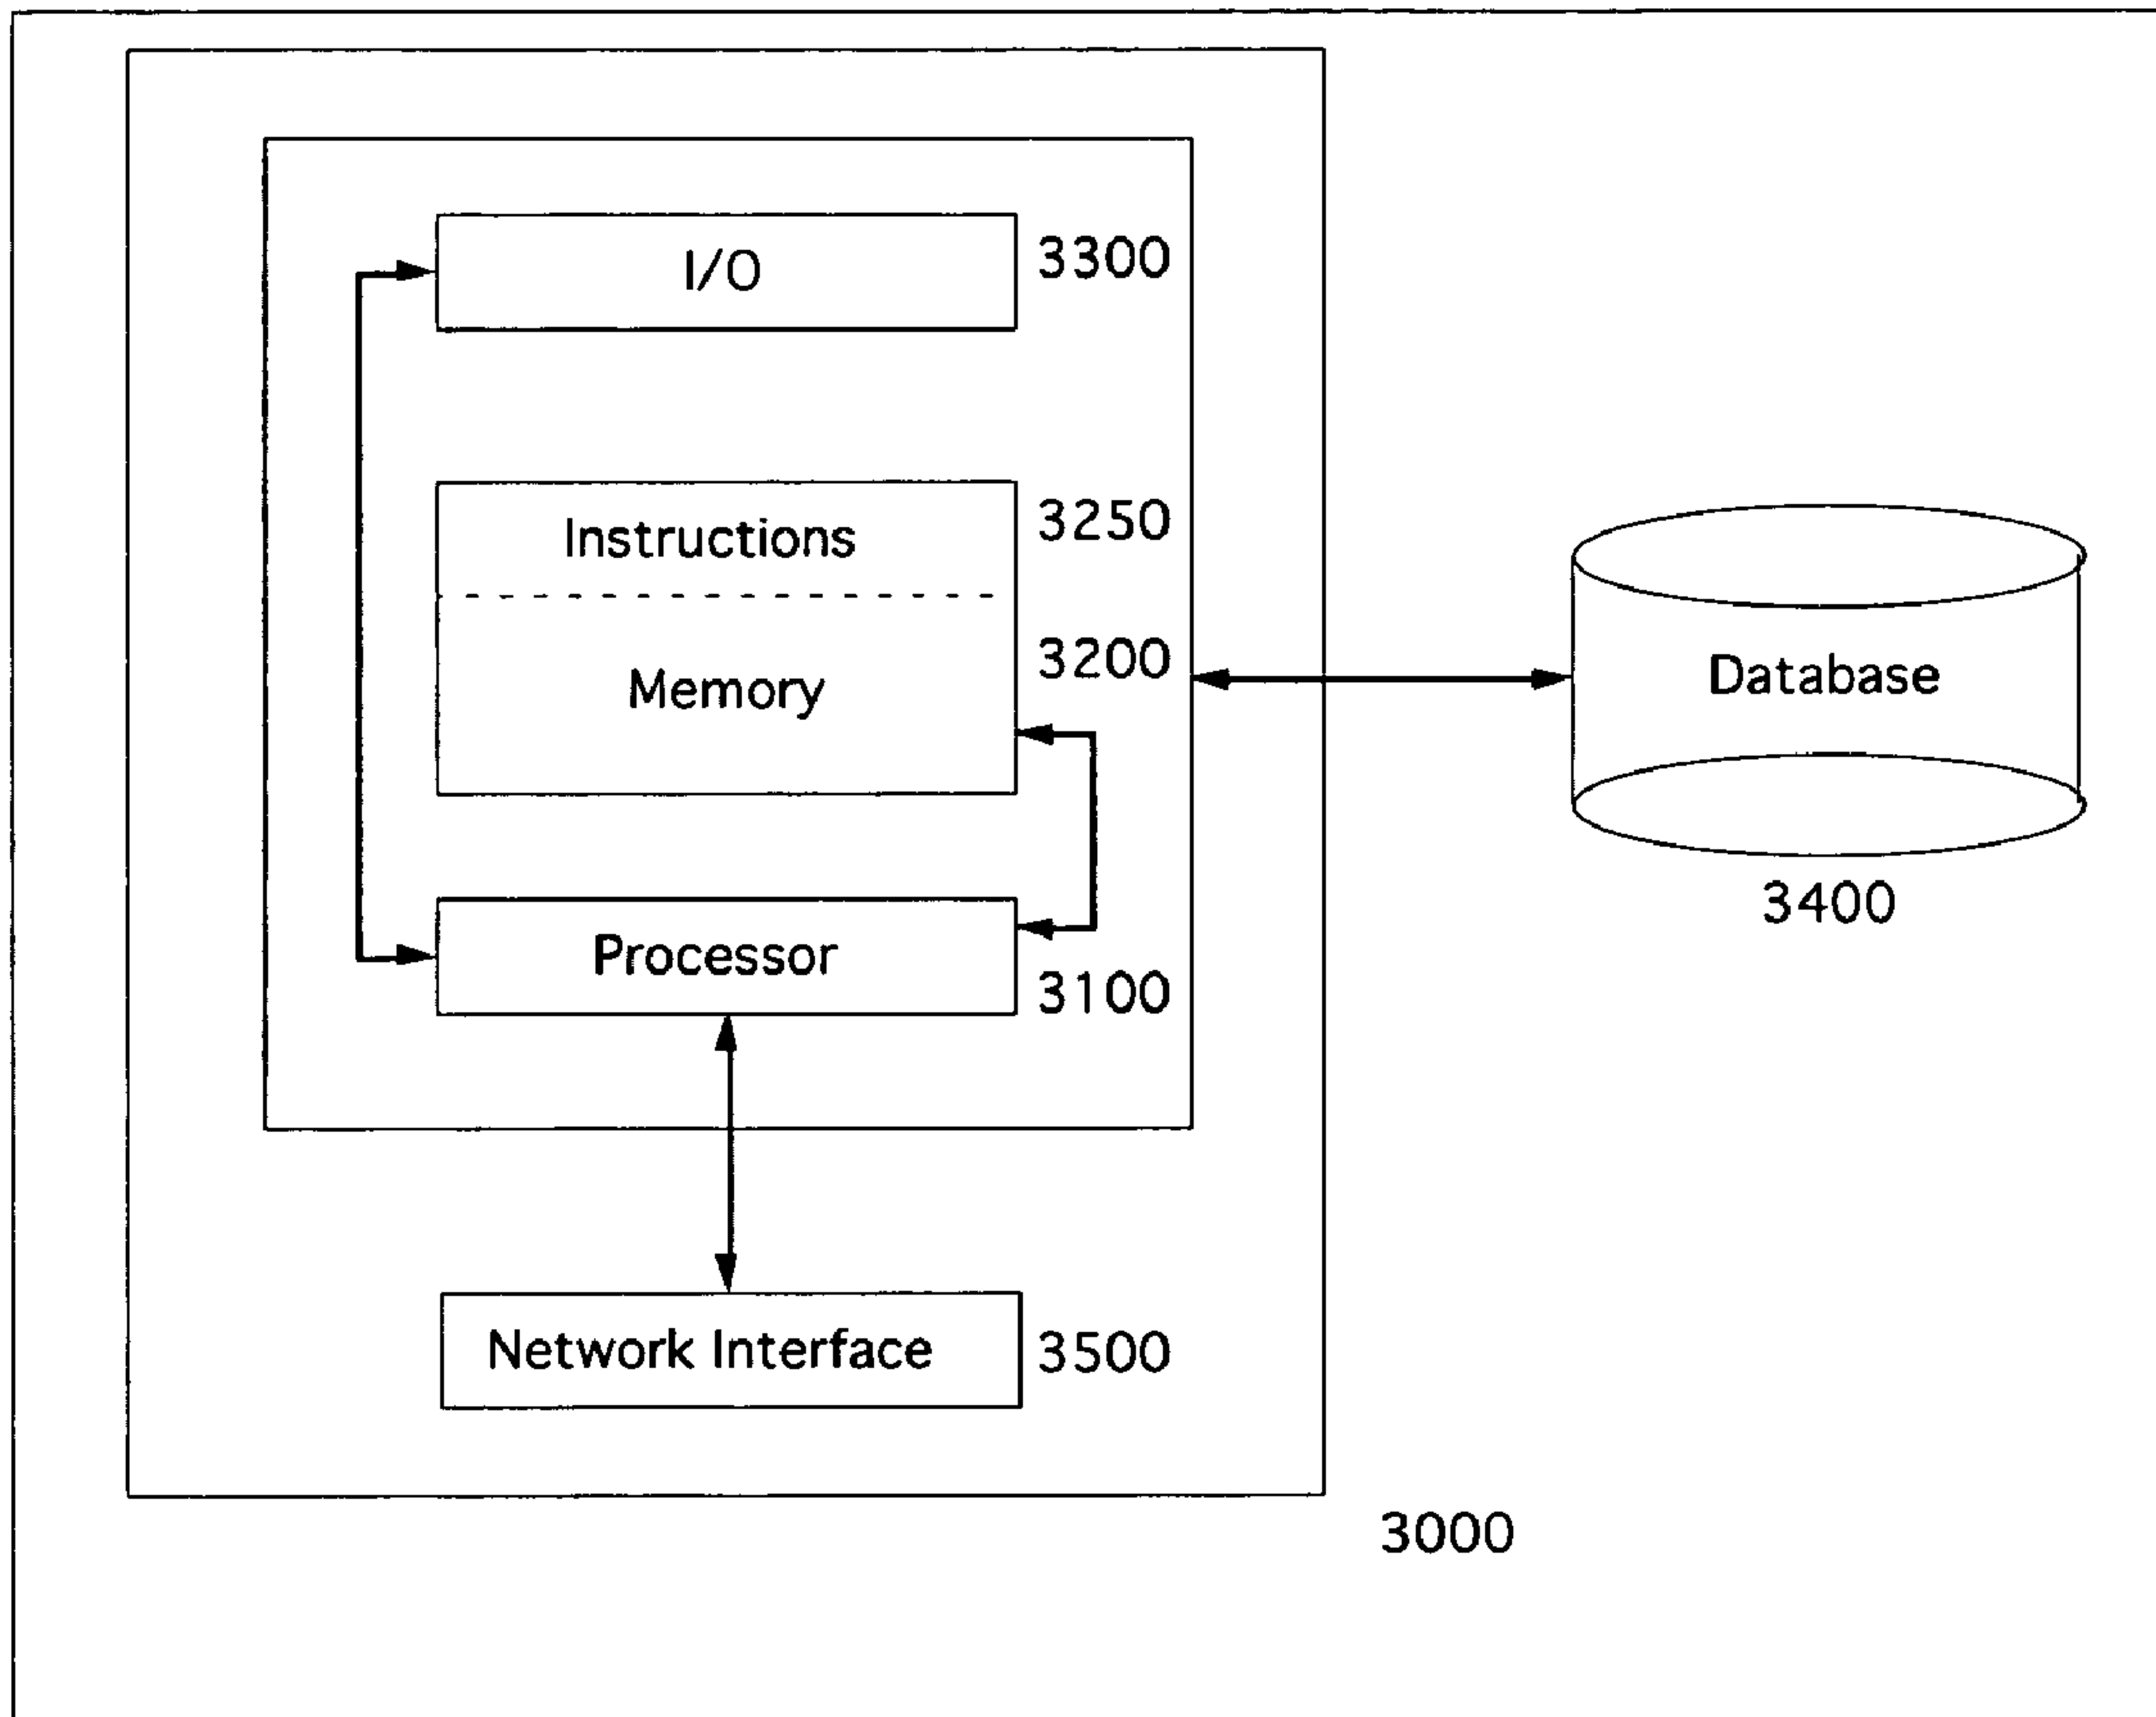 I/O
3300
Instructions
3250
Memory
3200
Database
3400
Processor
3100
Network Interface
3500
3000